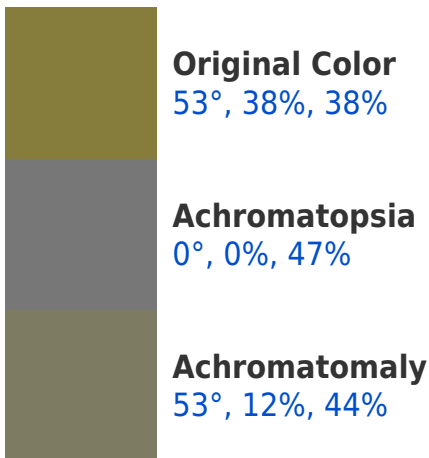 Original Color
53°, 38%, 38%
Achromatopsia
0°, 0%, 47%
Achromatomaly
53°, 12%, 44%